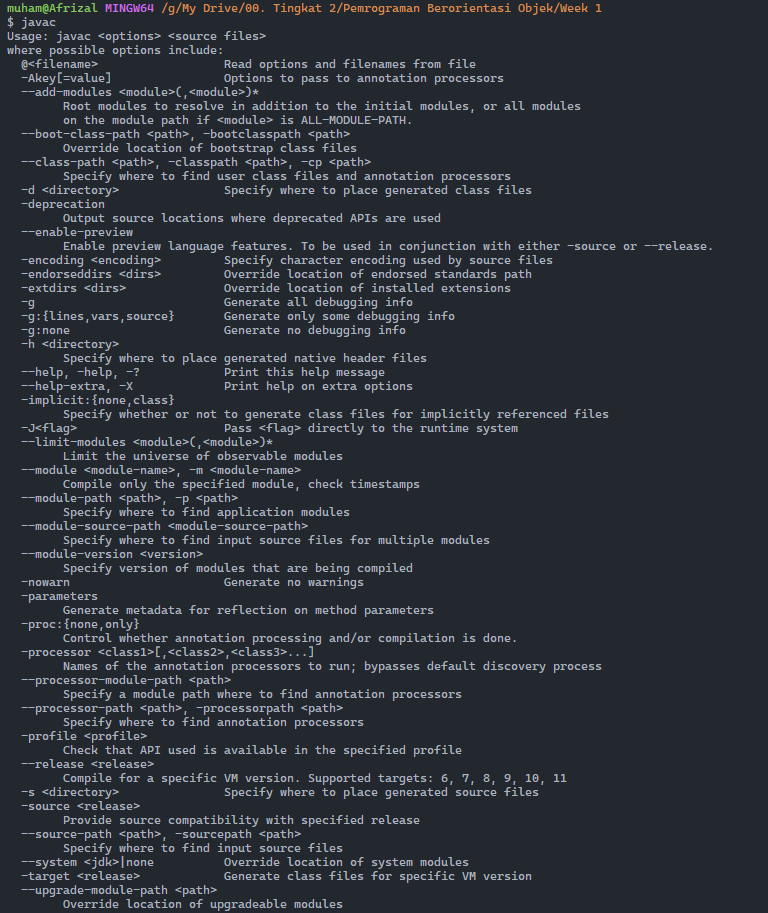 muham@Afrizal MINGW64 /g/My Drive/00. Tingkat 2/Pemrograman Berorientasi Objek/Week 1
$ javac
Usage: javac <options> <source files>
where possible options include:
  @<filename>                  Read options and filenames from file
  -Akey[=value]                Options to pass to annotation processors
  --add-modules <module>(,<module>)*
        Root modules to resolve in addition to the initial modules, or all modules
        on the module path if <module> is ALL-MODULE-PATH.
  --boot-class-path <path>, -bootclasspath <path>
        Override location of bootstrap class files
  --class-path <path>, -classpath <path>, -cp <path>
        Specify where to find user class files and annotation processors
  -d <directory>               Specify where to place generated class files
  -deprecation
        Output source locations where deprecated APIs are used
  --enable-preview
        Enable preview language features. To be used in conjunction with either -source or --release.
  -encoding <encoding>         Specify character encoding used by source files
  -endorseddirs <dirs>         Override location of endorsed standards path
  -extdirs <dirs>              Override location of installed extensions
  -g                           Generate all debugging info
  -g:{lines,vars,source}       Generate only some debugging info
  -g:none                      Generate no debugging info
  -h <directory>
        Specify where to place generated native header files
  --help, -help, -?            Print this help message
  --help-extra, -X             Print help on extra options
  -implicit:{none,class}
        Specify whether or not to generate class files for implicitly referenced files
  -J<flag>                     Pass <flag> directly to the runtime system
  --limit-modules <module>(,<module>)*
        Limit the universe of observable modules
  --module <module-name>, -m <module-name>
        Compile only the specified module, check timestamps
  --module-path <path>, -p <path>
        Specify where to find application modules
  --module-source-path <module-source-path>
        Specify where to find input source files for multiple modules
  --module-version <version>
        Specify version of modules that are being compiled
  -nowarn                      Generate no warnings
  -parameters
        Generate metadata for reflection on method parameters
  -proc:{none,only}
        Control whether annotation processing and/or compilation is done.
  -processor <class1>[,<class2>,<class3>...]
        Names of the annotation processors to run; bypasses default discovery process
  --processor-module-path <path>
        Specify a module path where to find annotation processors
  --processor-path <path>, -processorpath <path>
        Specify where to find annotation processors
  -profile <profile>
        Check that API used is available in the specified profile
  --release <release>
        Compile for a specific VM version. Supported targets: 6, 7, 8, 9, 10, 11
  -s <directory>               Specify where to place generated source files
  -source <release>
        Provide source compatibility with specified release
  --source-path <path>, -sourcepath <path>
        Specify where to find input source files
  --system <jdk>|none          Override location of system modules
  -target <release>            Generate class files for specific VM version
  --upgrade-module-path <path>
        Override location of upgradeable modules